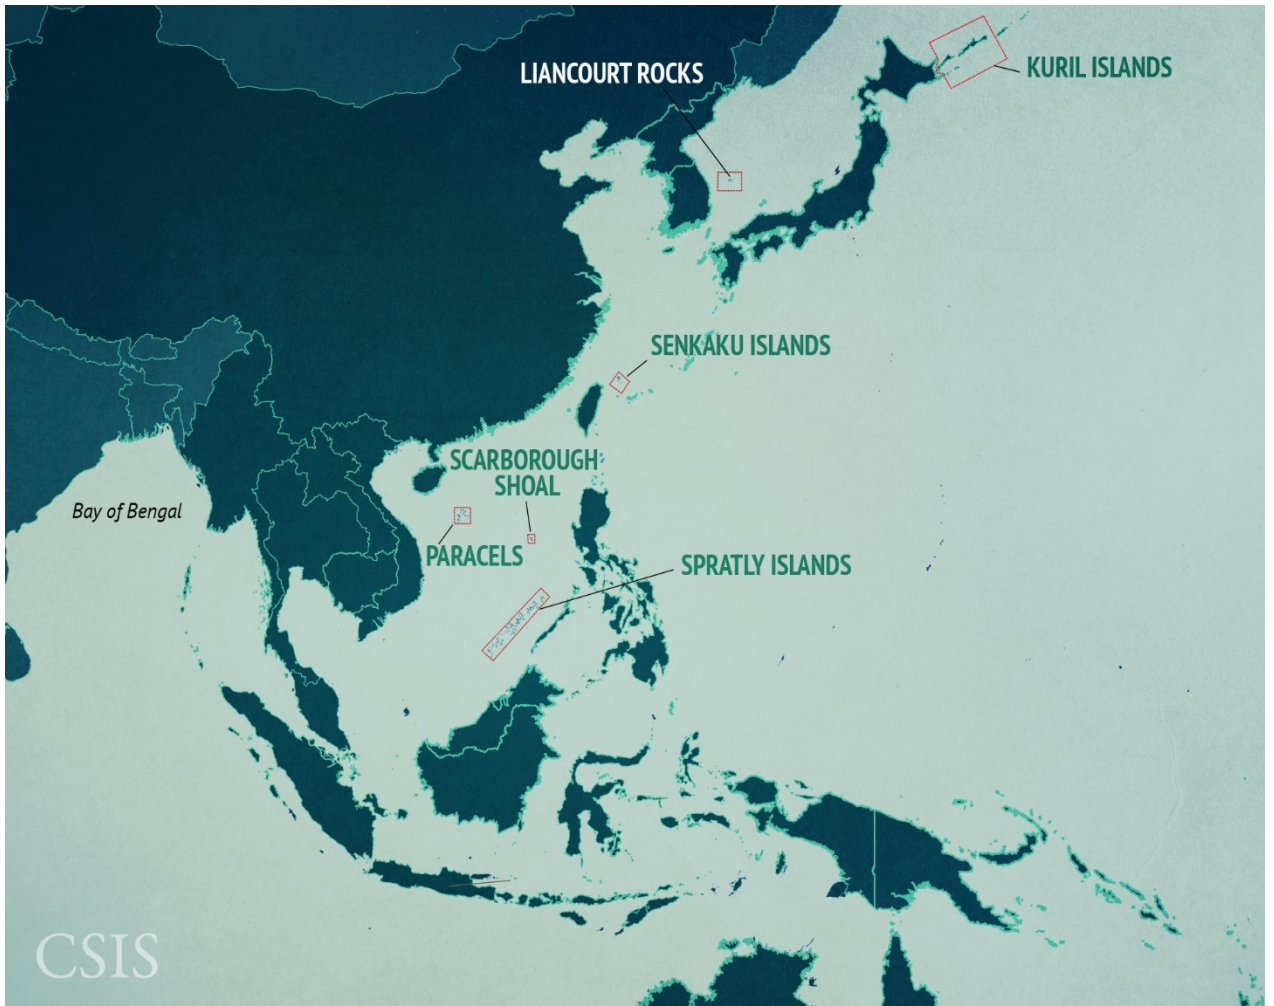 LIANCOURT ROCKS
KURIL ISLANDS
SENKAKU ISLANDS
SCARBOROUGH
SHOAL
Bay of Bengal
PARACELS
SPRATLY ISLANDS
CSIS